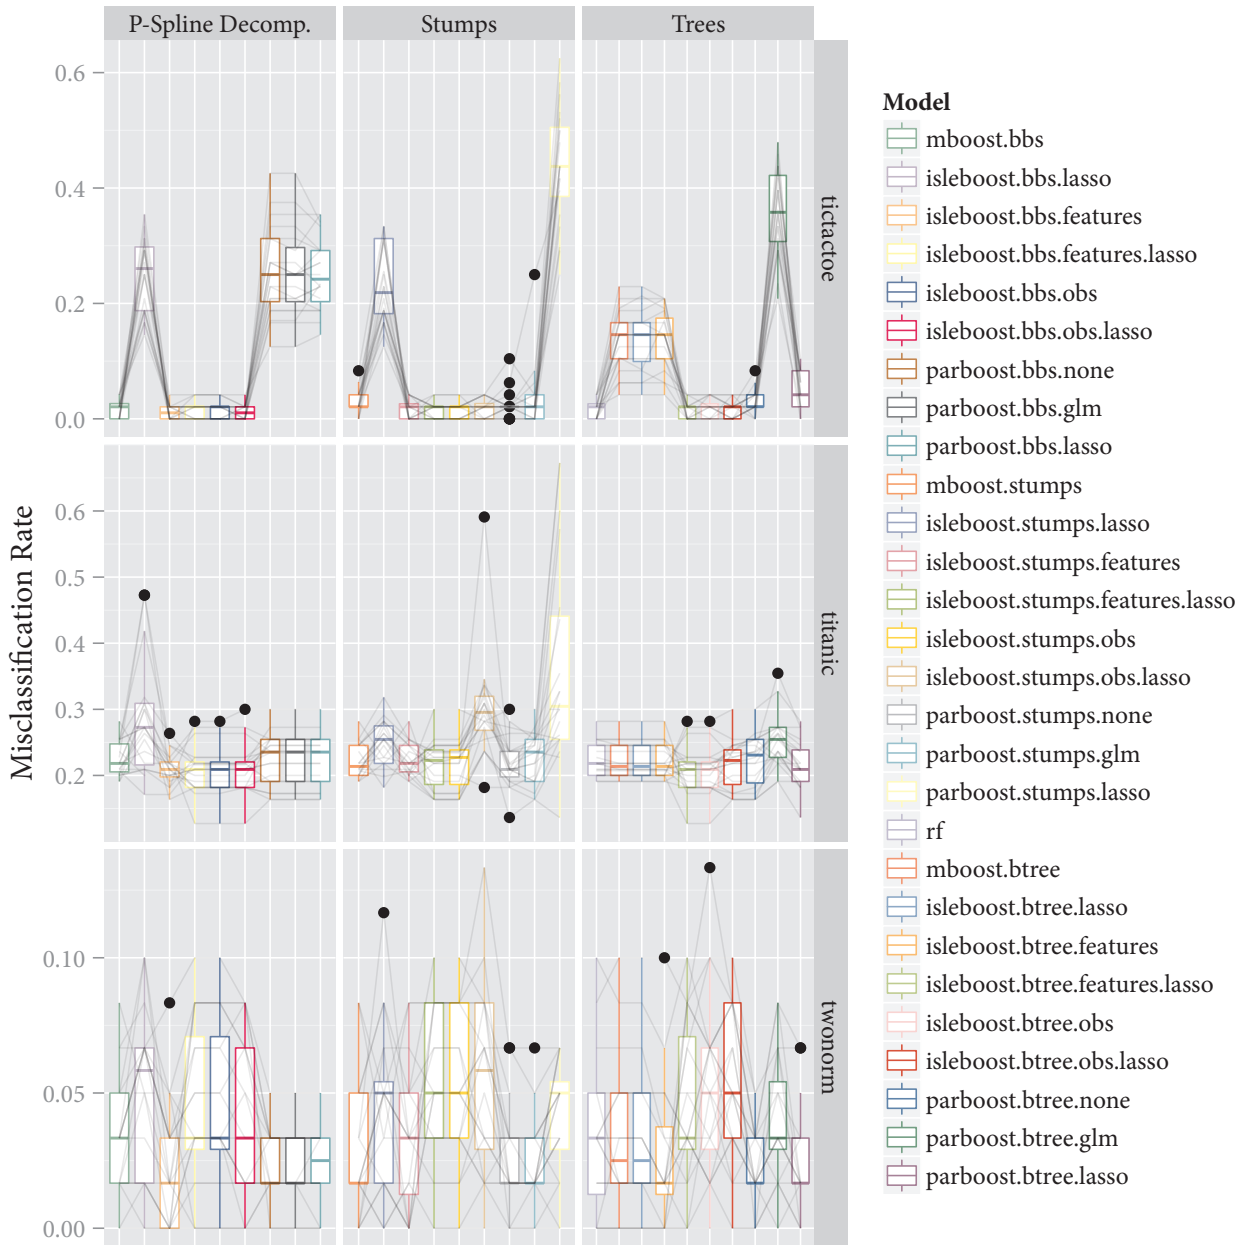 P-Spline Decomp.
Stumps
Trees
Misclassification Rate
0.6
0.4
0.2
0.0
tictactoe
0.6
0.5
0.4
0.3
0.2
titanic
0.10
0.05
0.00
twonorm
Model
mboost.bbs
isleboost.bbs.lasso
isleboost.bbs.features
isleboost.bbs.features.lasso
isleboost.bbs.obs
isleboost.bbs.obs.lasso
parboost.bbs.none
parboost.bbs.glm
parboost.bbs.lasso
mboost.stumps
isleboost.stumps.lasso
isleboost.stumps.features
isleboost.stumps.features.lasso
isleboost.stumps.obs
isleboost.stumps.obs.lasso
parboost.stumps.none
parboost.stumps.glm
parboost.stumps.lasso
rf
mboost.btree
isleboost.btree.lasso
isleboost.btree.features
isleboost.btree.features.lasso
isleboost.btree.obs
isleboost.btree.obs.lasso
parboost.btree.none
parboost.btree.glm
parboost.btree.lasso